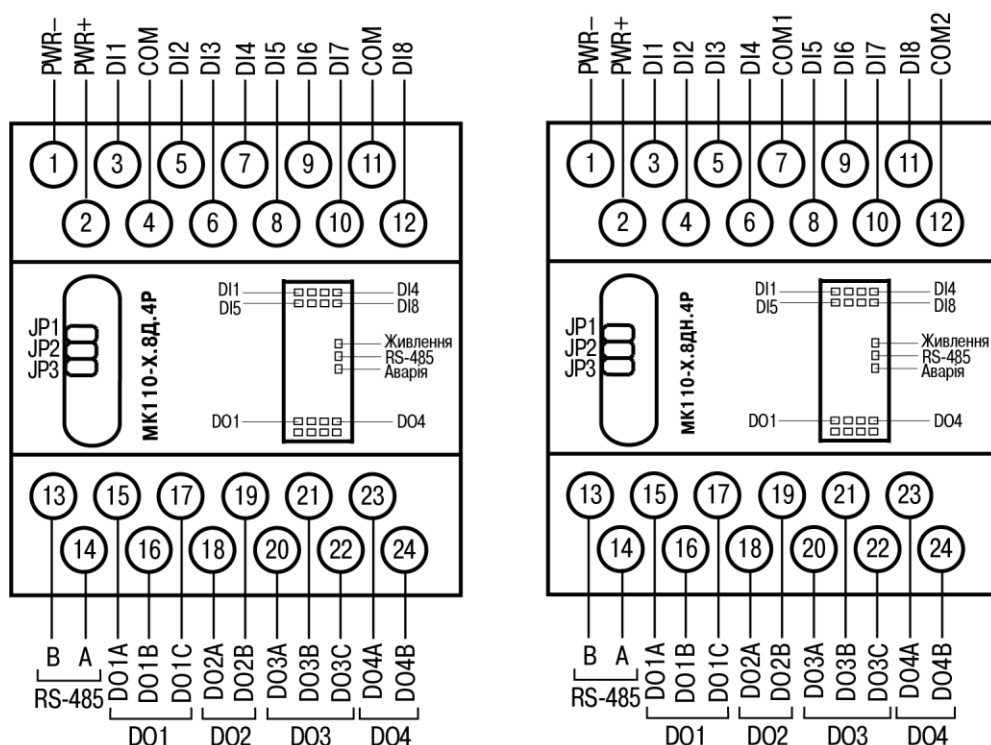 PWR– PWR+ DI1 COM DI2 DI3 DI4 DI5 DI6 DI7 COM DI8
1 3 5 7 9 11
2 4 6 8 10 12
JP1
JP2
JP3
МК110-Х.8Д.4Р
DI1 DI4
DI5 DI8
Живлення
RS-485
Аварія
DO1 DO4
13 15 17 19 21 23
14 16 18 20 22 24
B A DO1A DO1B DO1C DO2A DO2B DO3A DO3B DO3C DO4A DO4B
RS-485
DO1 DO2 DO3 DO4
PWR– PWR+ DI1 DI2 DI3 DI4 COM1 DI5 DI6 DI7 DI8 COM2
1 3 5 7 9 11
2 4 6 8 10 12
JP1
JP2
JP3
МК110-Х.8ДН.4Р
DI1 DI4
DI5 DI8
Живлення
RS-485
Аварія
DO1 DO4
13 15 17 19 21 23
14 16 18 20 22 24
B A DO1A DO1B DO1C DO2A DO2B DO3A DO3B DO3C DO4A DO4B
RS-485
DO1 DO2 DO3 DO4